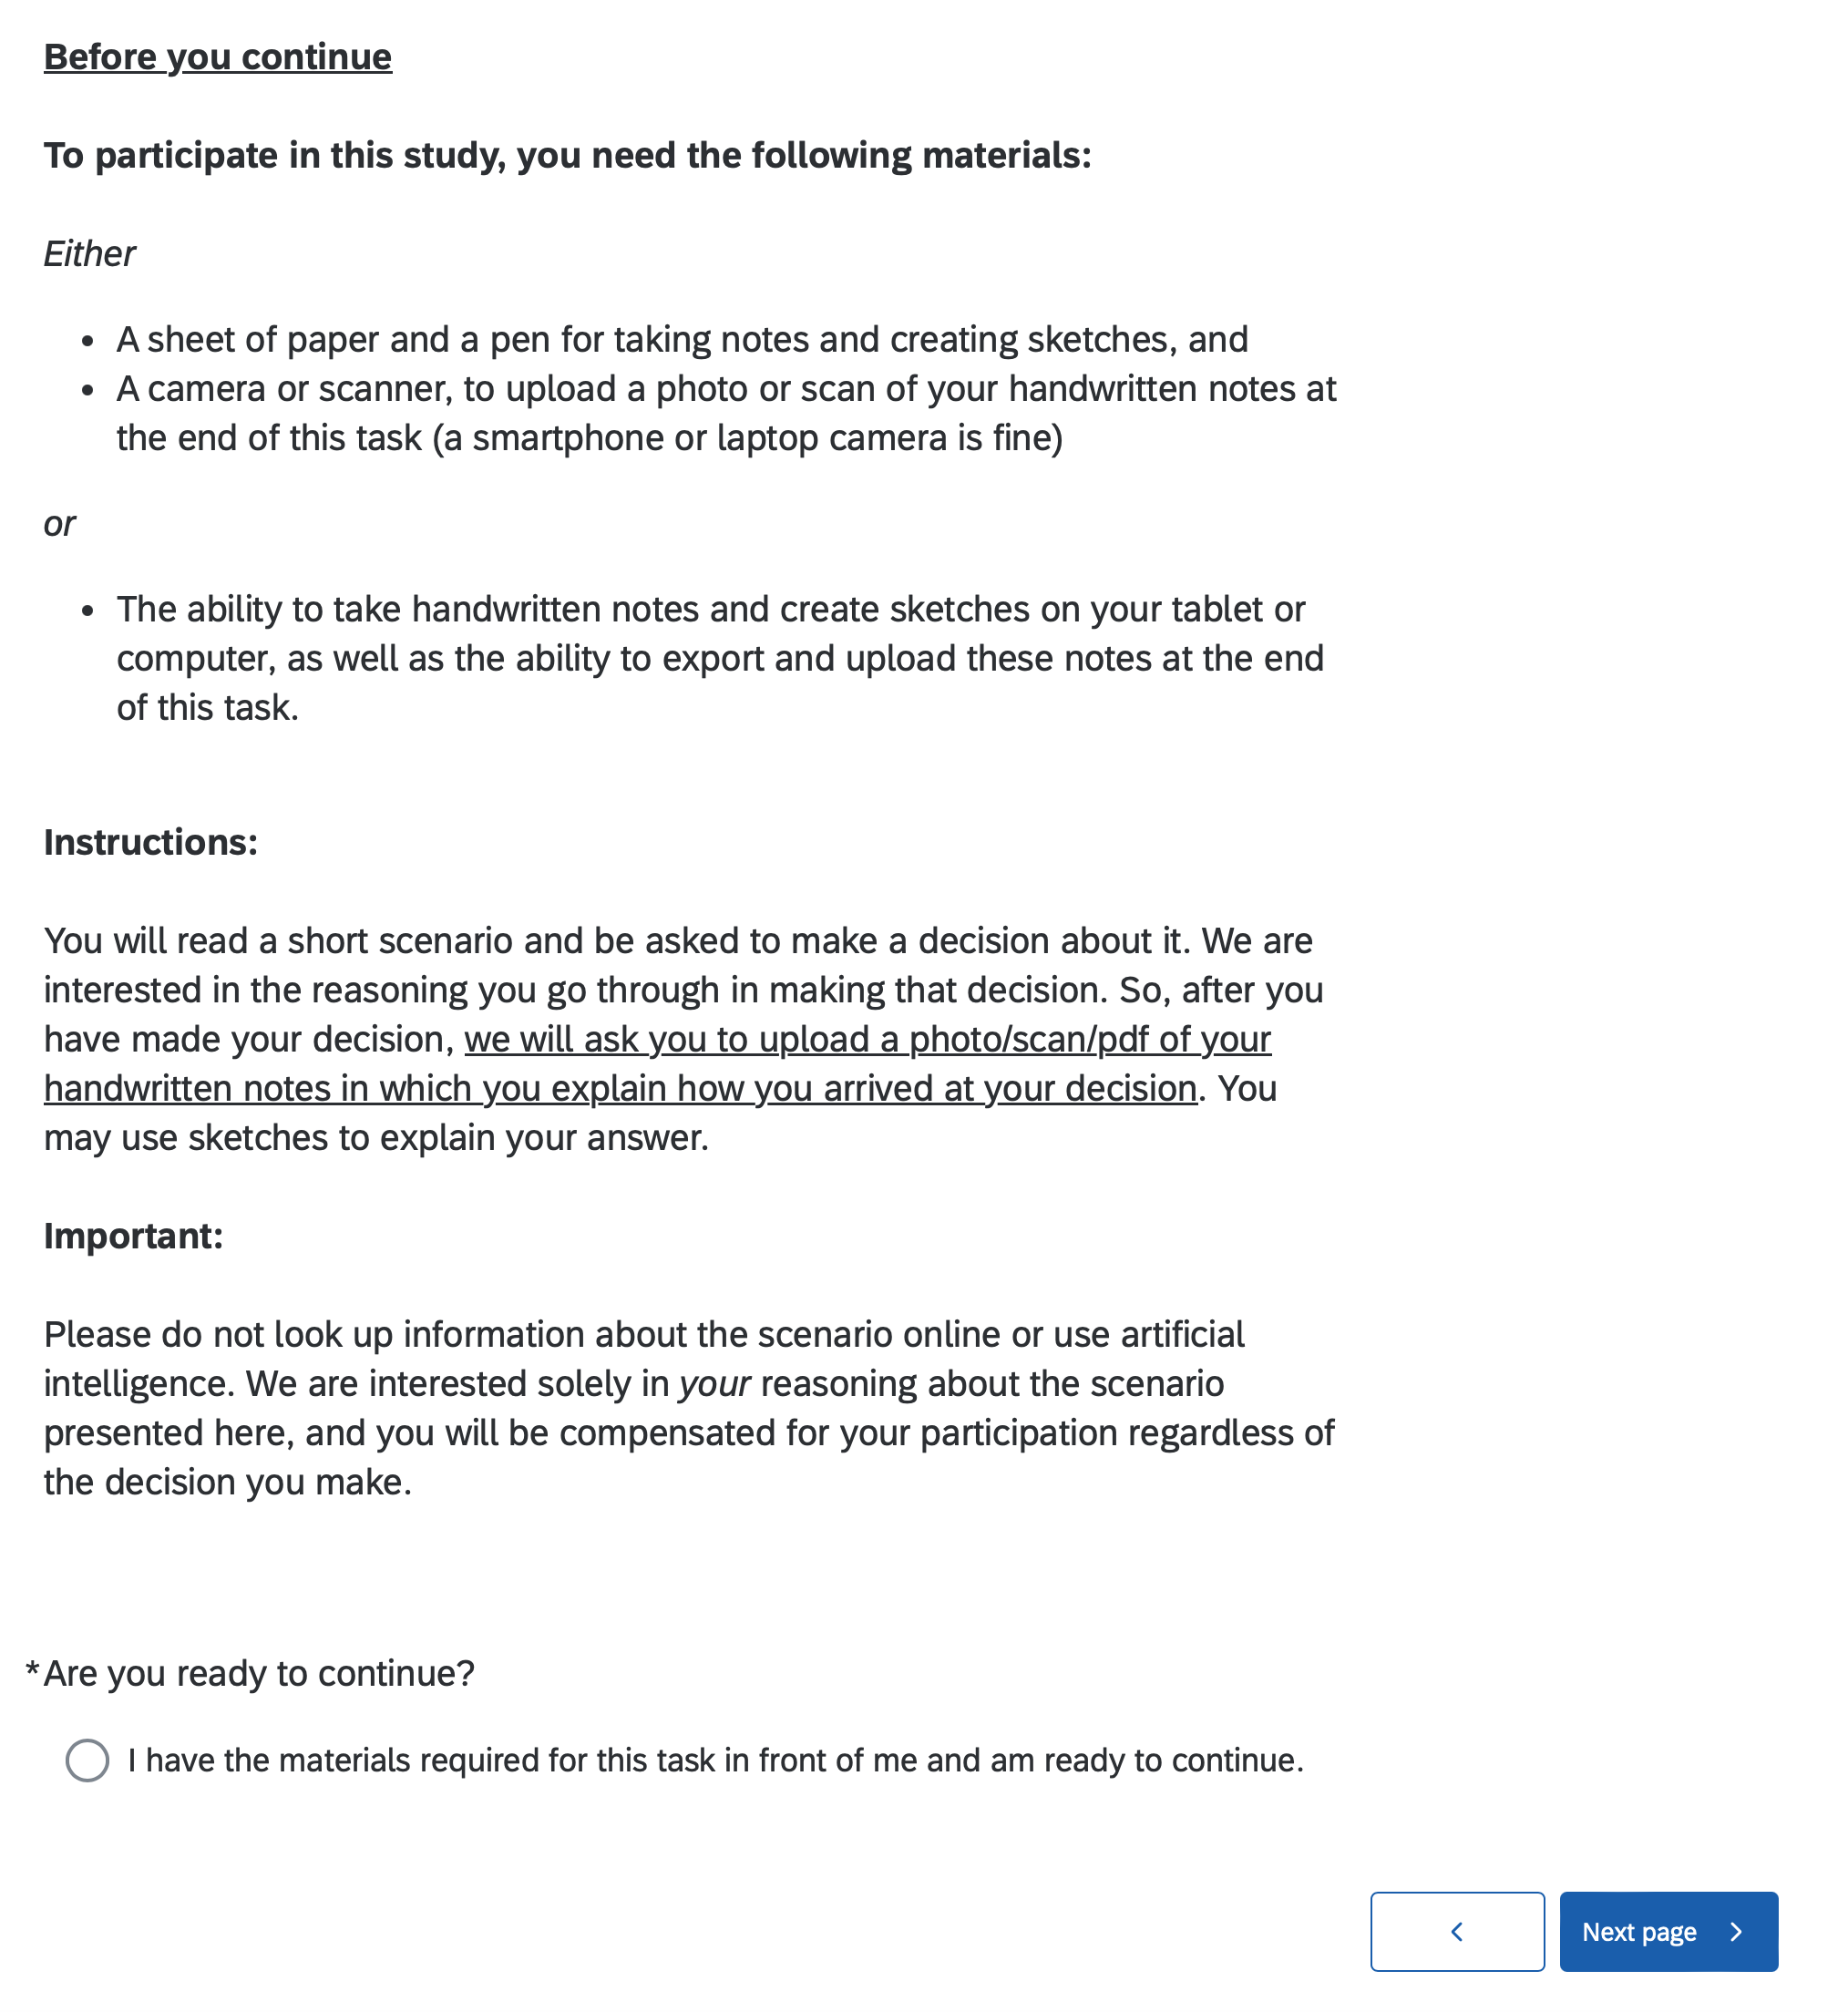 Before you continue
To participate in this study, you need the following materials:
Either
• A sheet of paper and a pen for taking notes and creating sketches, and
• A camera or scanner, to upload a photo or scan of your handwritten notes at
the end of this task (a smartphone or laptop camera is fine)
or
• The ability to take handwritten notes and create sketches on your tablet or
computer, as well as the ability to export and upload these notes at the end
of this task.
Instructions:
You will read a short scenario and be asked to make a decision about it. We are
interested in the reasoning you go through in making that decision. So, after you
have made your decision, we will ask you to upload a photo/scan/pdf of your
handwritten notes in which you explain how you arrived at your decision. You
may use sketches to explain your answer.
Important:
Please do not look up information about the scenario online or use artificial
intelligence. We are interested solely in your reasoning about the scenario
presented here, and you will be compensated for your participation regardless of
the decision you make.
*Are you ready to continue?
I have the materials required for this task in front of me and am ready to continue.
Next page